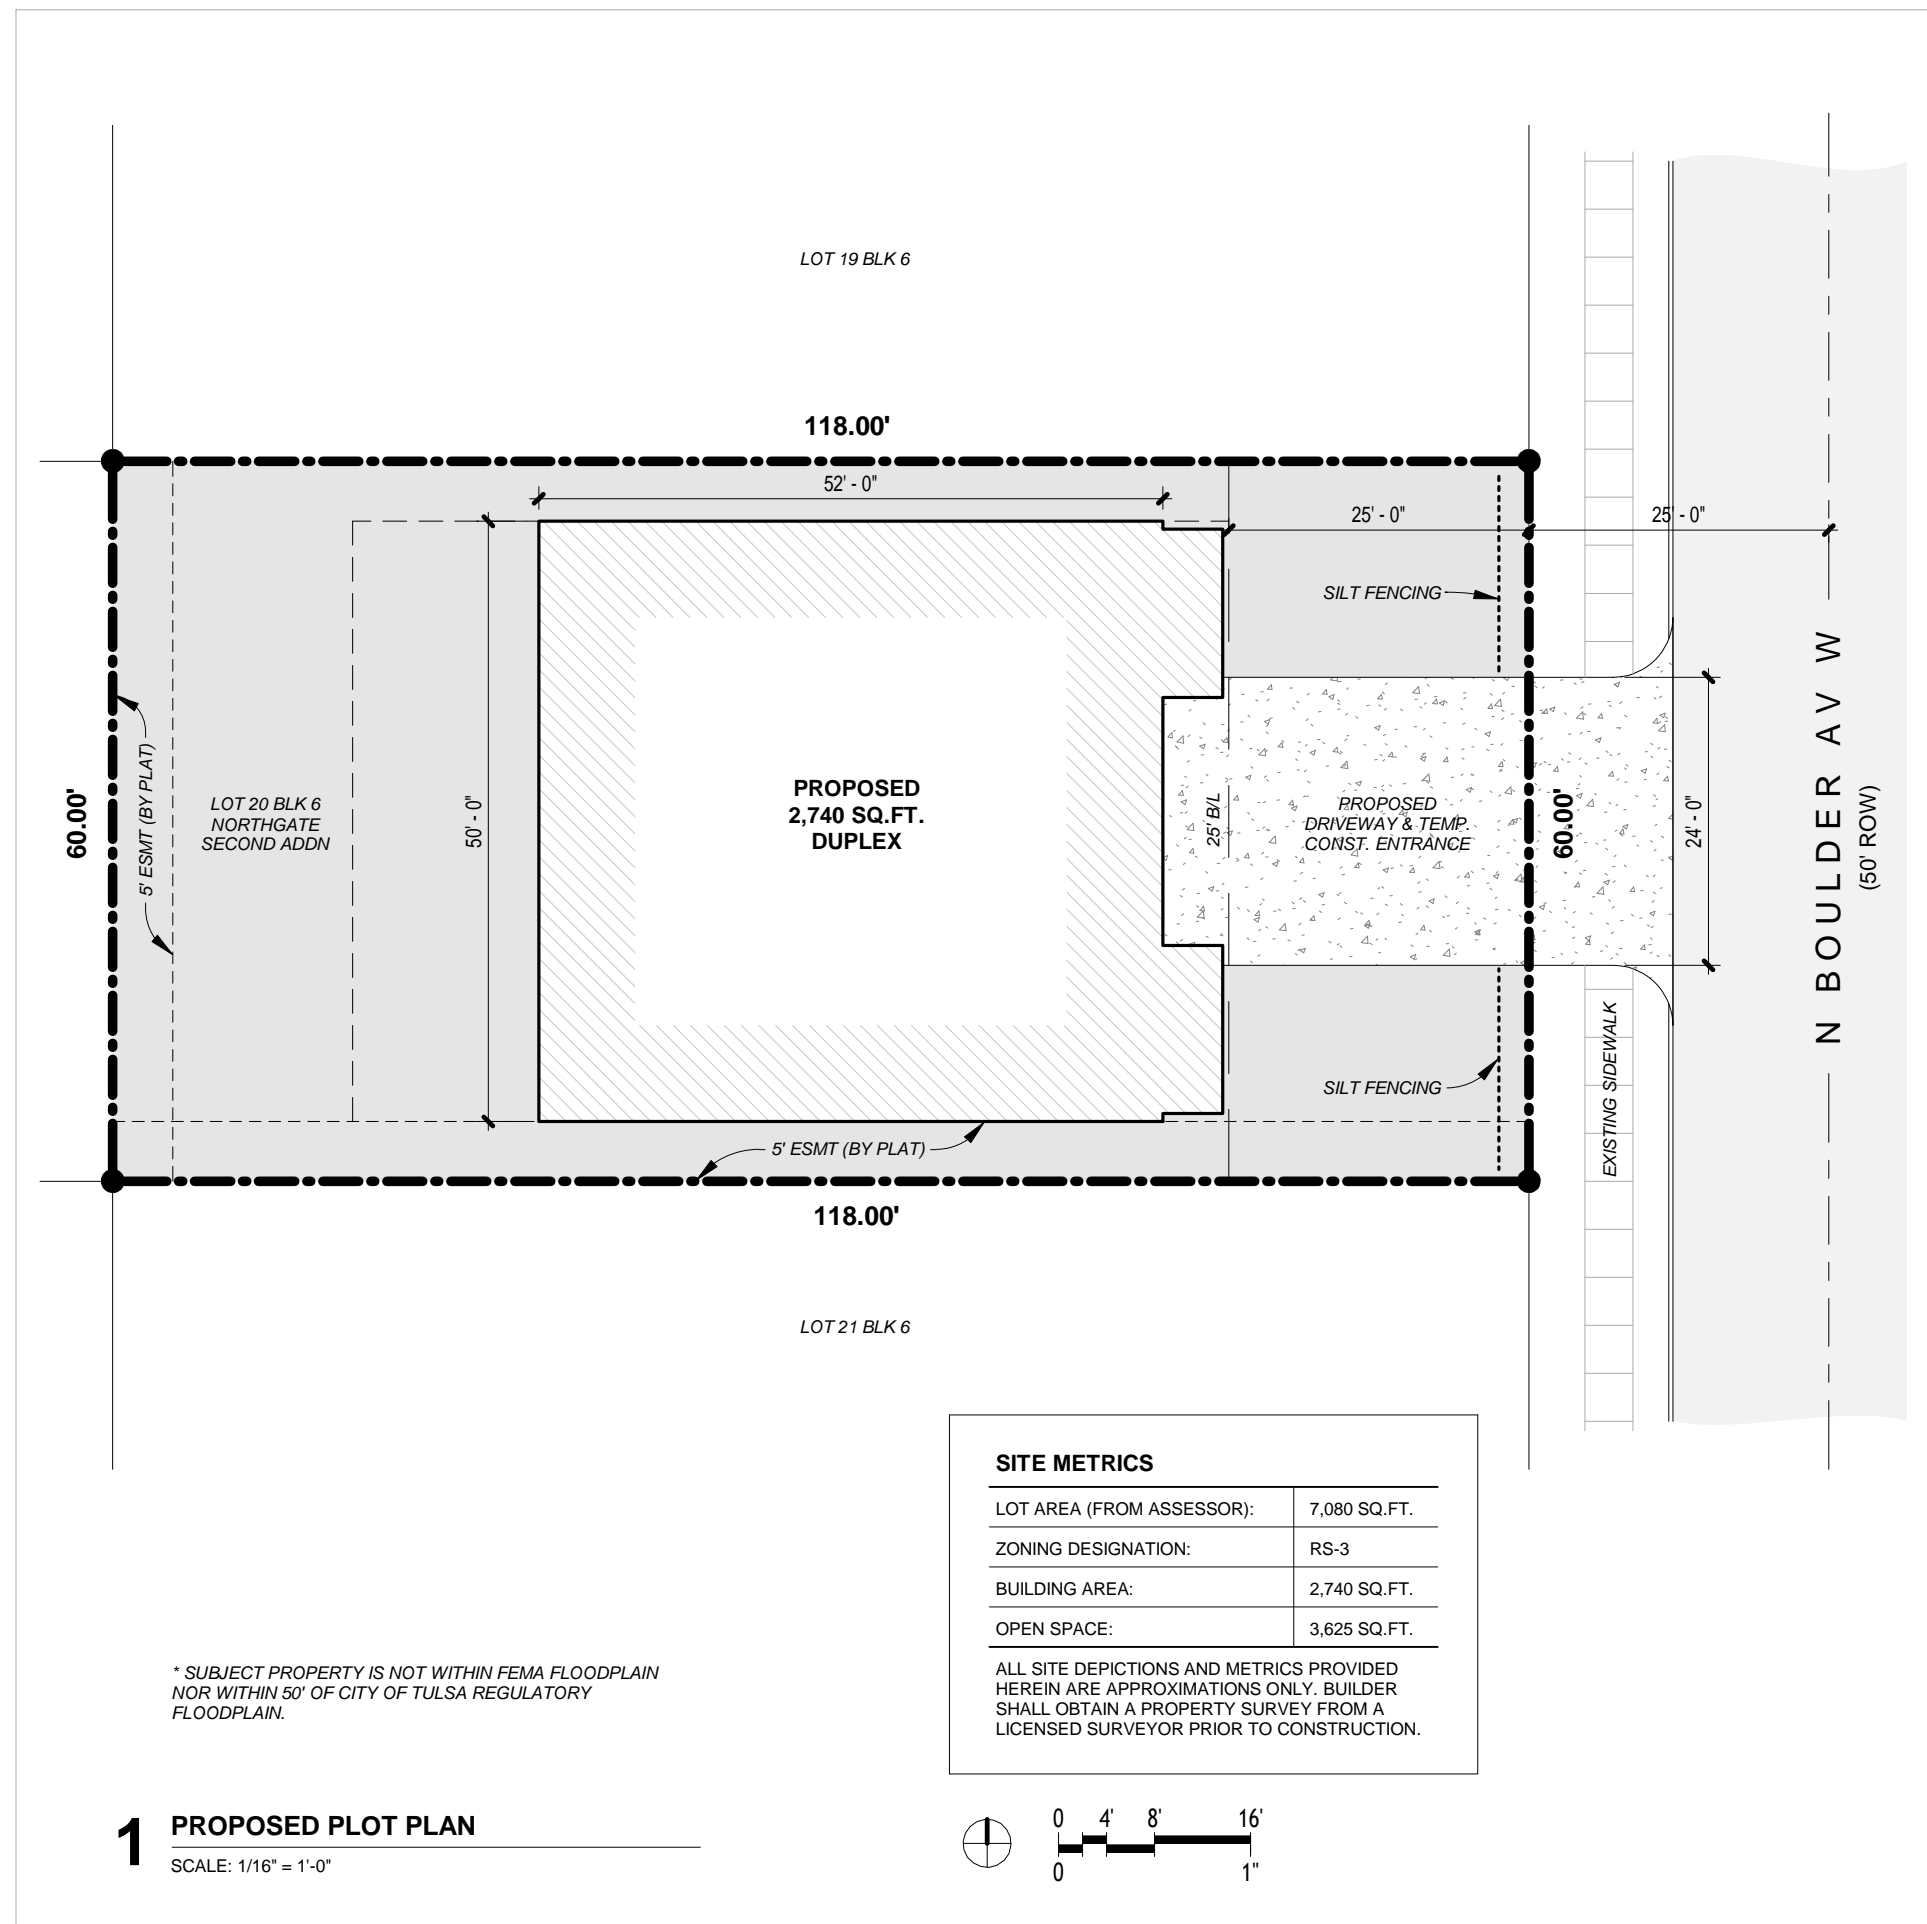 LOT 19 BLK 6
118.00'
52' - 0"
25' - 0"
25' - 0"
SILT FENCING
5' ESMT (BY PLAT)
60.00'
LOT 20 BLK 6
NORTHGATE
SECOND ADDN
50' - 0"
PROPOSED
2,740 SQ.FT.
DUPLEX
25' B/L
PROPOSED
DRIVEWAY & TEMP.
CONST. ENTRANCE
60.00'
24' - 0"
N BOULDER AV W
(50' ROW)
SILT FENCING
EXISTING SIDEWALK
5' ESMT (BY PLAT)
118.00'
LOT 21 BLK 6
SITE METRICS
LOT AREA (FROM ASSESSOR): 7,080 SQ.FT.
ZONING DESIGNATION: RS-3
BUILDING AREA: 2,740 SQ.FT.
OPEN SPACE: 3,625 SQ.FT.
ALL SITE DEPICTIONS AND METRICS PROVIDED
HEREIN ARE APPROXIMATIONS ONLY. BUILDER
SHALL OBTAIN A PROPERTY SURVEY FROM A
LICENSED SURVEYOR PRIOR TO CONSTRUCTION.
* SUBJECT PROPERTY IS NOT WITHIN FEMA FLOODPLAIN
NOR WITHIN 50' OF CITY OF TULSA REGULATORY
FLOODPLAIN.
1 PROPOSED PLOT PLAN
SCALE: 1/16" = 1'-0"
0 4' 8' 16'
0 1"